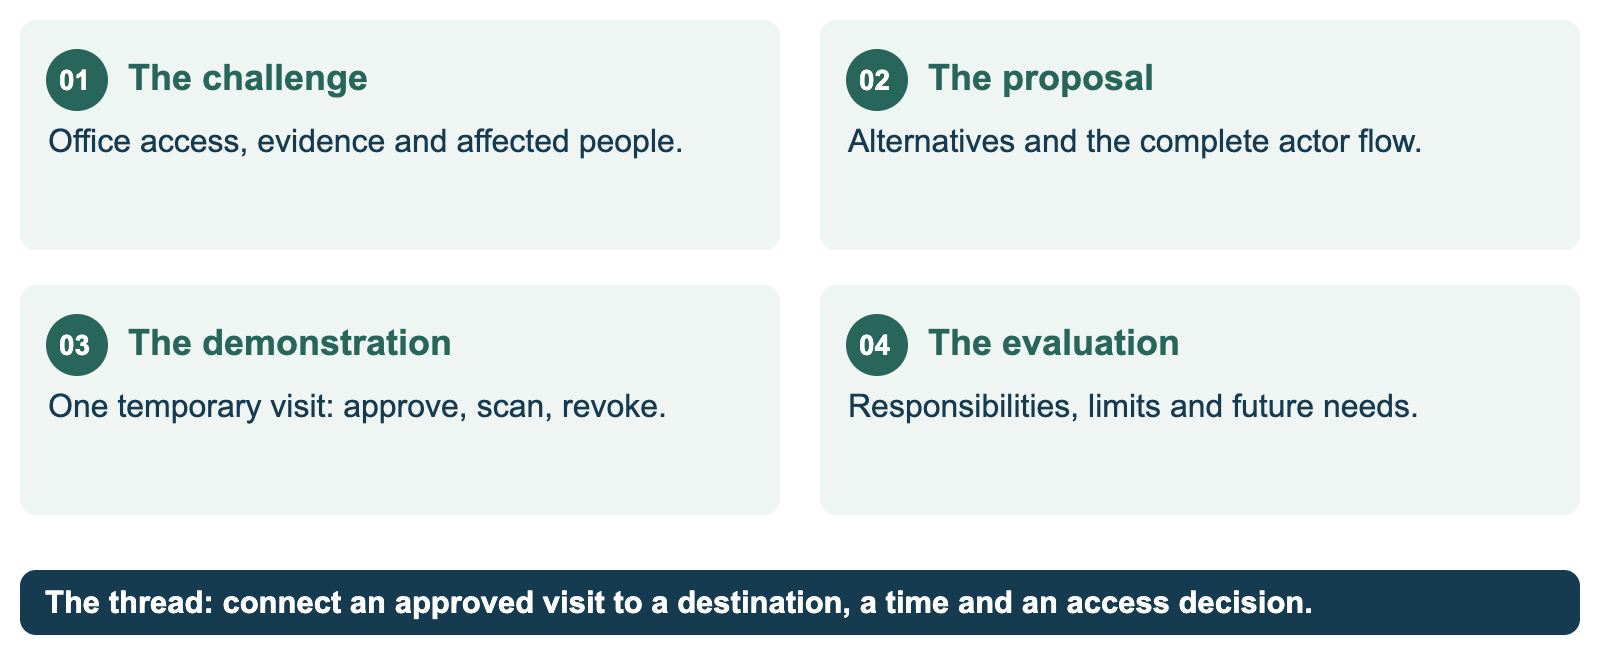 01 The challenge
Office access, evidence and affected people.
02 The proposal
Alternatives and the complete actor flow.
03 The demonstration
One temporary visit: approve, scan, revoke.
04 The evaluation
Responsibilities, limits and future needs.
The thread: connect an approved visit to a destination, a time and an access decision.